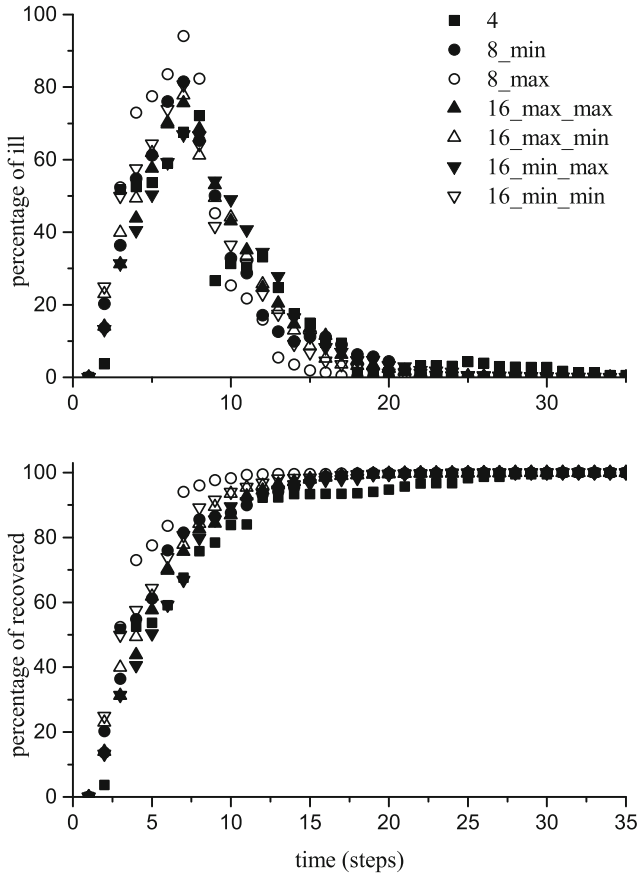 percentage of ill
80
60
40
20
0
4
8_min
8_max
16_max_max
16_max_min
16_min_max
16_min_min
0
10
20
30
percentage of recovered
100
80
60
40
20
0
0
5
10
15
20
25
30
35
time (steps)
100